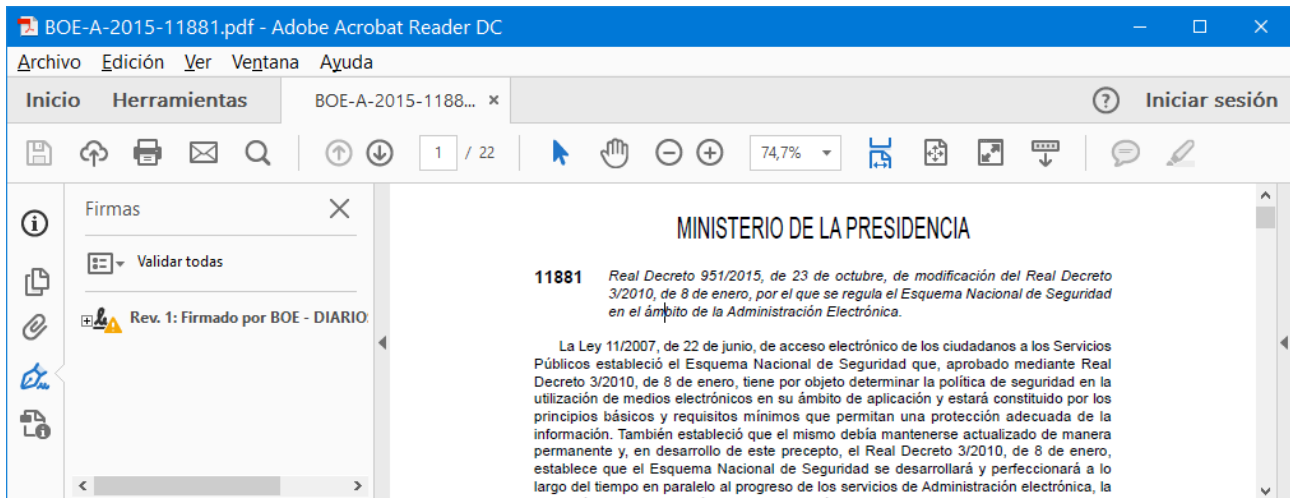 BOE-A-2015-11881.pdf - Adobe Acrobat Reader DC
Archivo Edición Ver Ventana Ayuda
Inicio Herramientas BOE-A-2015-1188... × ? Iniciar sesión
1 / 22 74,7%
Firmas
Validar todas
Rev. 1: Firmado por BOE - DIARIO
MINISTERIO DE LA PRESIDENCIA
11881 Real Decreto 951/2015, de 23 de octubre, de modificación del Real Decreto
3/2010, de 8 de enero, por el que se regula el Esquema Nacional de Seguridad
en el ámbito de la Administración Electrónica.
La Ley 11/2007, de 22 de junio, de acceso electrónico de los ciudadanos a los Servicios
Públicos estableció el Esquema Nacional de Seguridad que, aprobado mediante Real
Decreto 3/2010, de 8 de enero, tiene por objeto determinar la política de seguridad en la
utilización de medios electrónicos en su ámbito de aplicación y estará constituido por los
principios básicos y requisitos mínimos que permitan una protección adecuada de la
información. También estableció que el mismo debía mantenerse actualizado de manera
permanente y, en desarrollo de este precepto, el Real Decreto 3/2010, de 8 de enero,
establece que el Esquema Nacional de Seguridad se desarrollará y perfeccionará a lo
largo del tiempo en paralelo al progreso de los servicios de Administración electrónica, la